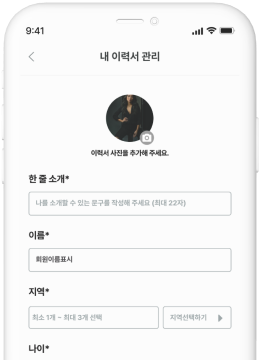 9:41
내 이력서 관리
이력서 사진을 추가해 주세요.
한 줄 소개*
나를 소개할 수 있는 문구를 작성해 주세요 (최대 22자)
이름*
회원이름표시
지역*
최소 1개 ~ 최대 3개 선택
지역선택하기
나이*